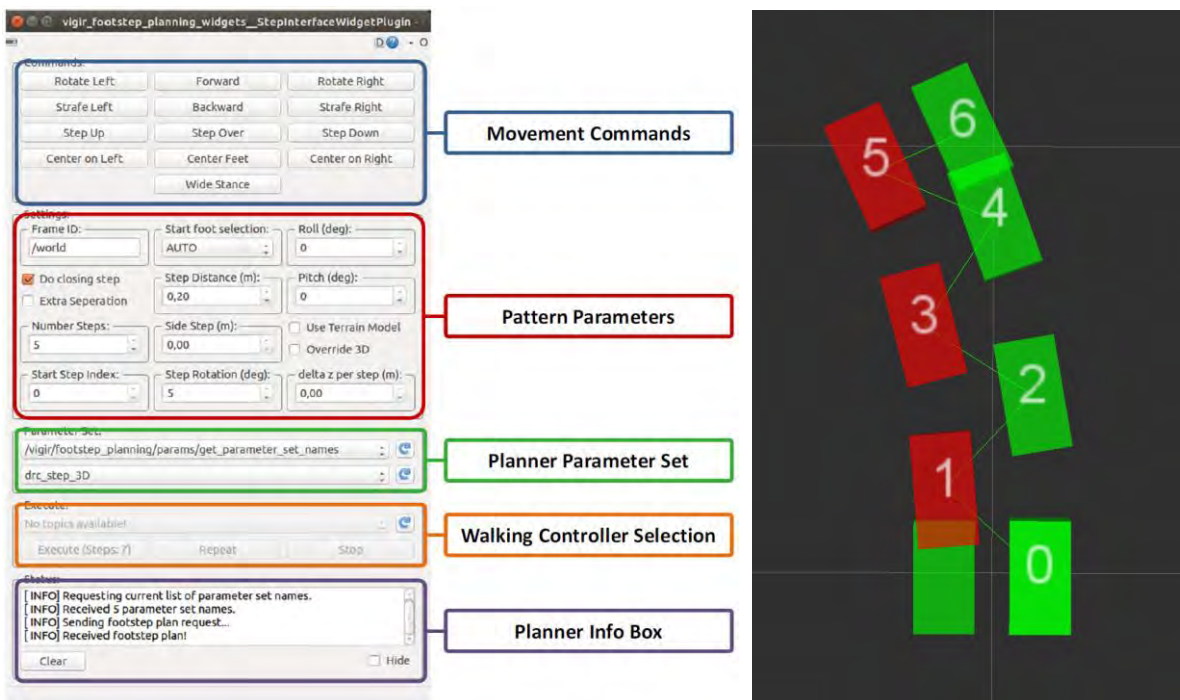 vigir_footstep_planning_widgets__StepInterfaceWidgetPlugin
D ? - O
Commands:
Rotate Left Forward Rotate Right
Strafe Left Backward Strafe Right
Step Up Step Over Step Down
Center on Left Center Feet Center on Right
Wide Stance
Movement Commands
Settings:
Frame ID: Start foot selection: Roll (deg):
/world AUTO 0
Do closing step Step Distance (m): Pitch (deg):
Extra Seperation 0,20 0
Number Steps: Side Step (m): Use Terrain Model
5 0,00 Override 3D
Start Step Index: Step Rotation (deg): delta z per step (m):
0 5 0,00
Pattern Parameters
Parameter Set:
/vigir/footstep_planning/params/get_parameter_set_names
drc_step_3D
Planner Parameter Set
Execute:
No topics available!
Execute (Steps: 7) Repeat Stop
Walking Controller Selection
Status:
[ INFO] Requesting current list of parameter set names.
[ INFO] Received 5 parameter set names.
[ INFO] Sending footstep plan request...
[ INFO] Received footstep plan!
Clear Hide
Planner Info Box
6
5
4
3
2
1
0